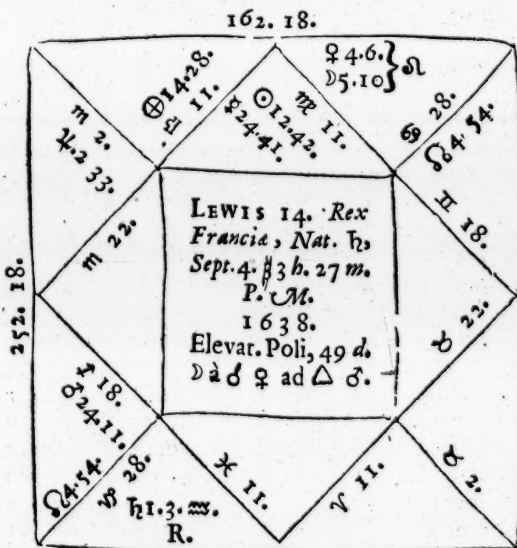 162. 18.
♀ 4. 6. } ♌
☽ 5. 10
⊕ 14. 28.
♎ 11.
☉ 12. 42.
☿ 24. 41.
♍ 11.
♋ 28.
☊ 4. 54.
♏ 2.
♃. 2 33.
♊ 18.
♏ 22.
LEWIS 14. Rex
Franciæ, Nat. ♄,
Sept. 4. 3 h. 27 m.
P. M.
1638.
Elevat. Poli, 49 d.
☽ à ☌ ♀ ad △ ♂.
252. 18.
♉ 22.
♐ 18.
♂ 24. 11.
☊ 4. 54.
♑ 28.
♄ 1. 3. ♒.
R.
♓ 11.
♈ 11.
♉ 2.